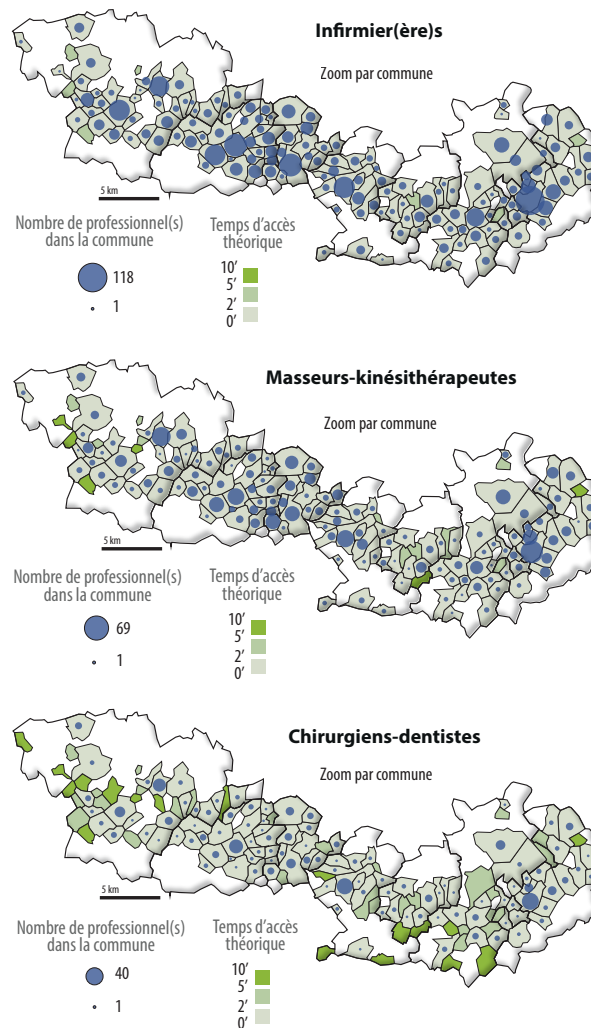 Infirmier(ère)s
Zoom par commune
5 km
Nombre de professionnel(s)
dans la commune
118
1
Temps d'accès
théorique
10'
5'
2'
0'
Masseurs-kinésithérapeutes
Zoom par commune
5 km
Nombre de professionnel(s)
dans la commune
69
1
Temps d'accès
théorique
10'
5'
2'
0'
Chirurgiens-dentistes
Zoom par commune
5 km
Nombre de professionnel(s)
dans la commune
40
1
Temps d'accès
théorique
10'
5'
2'
0'